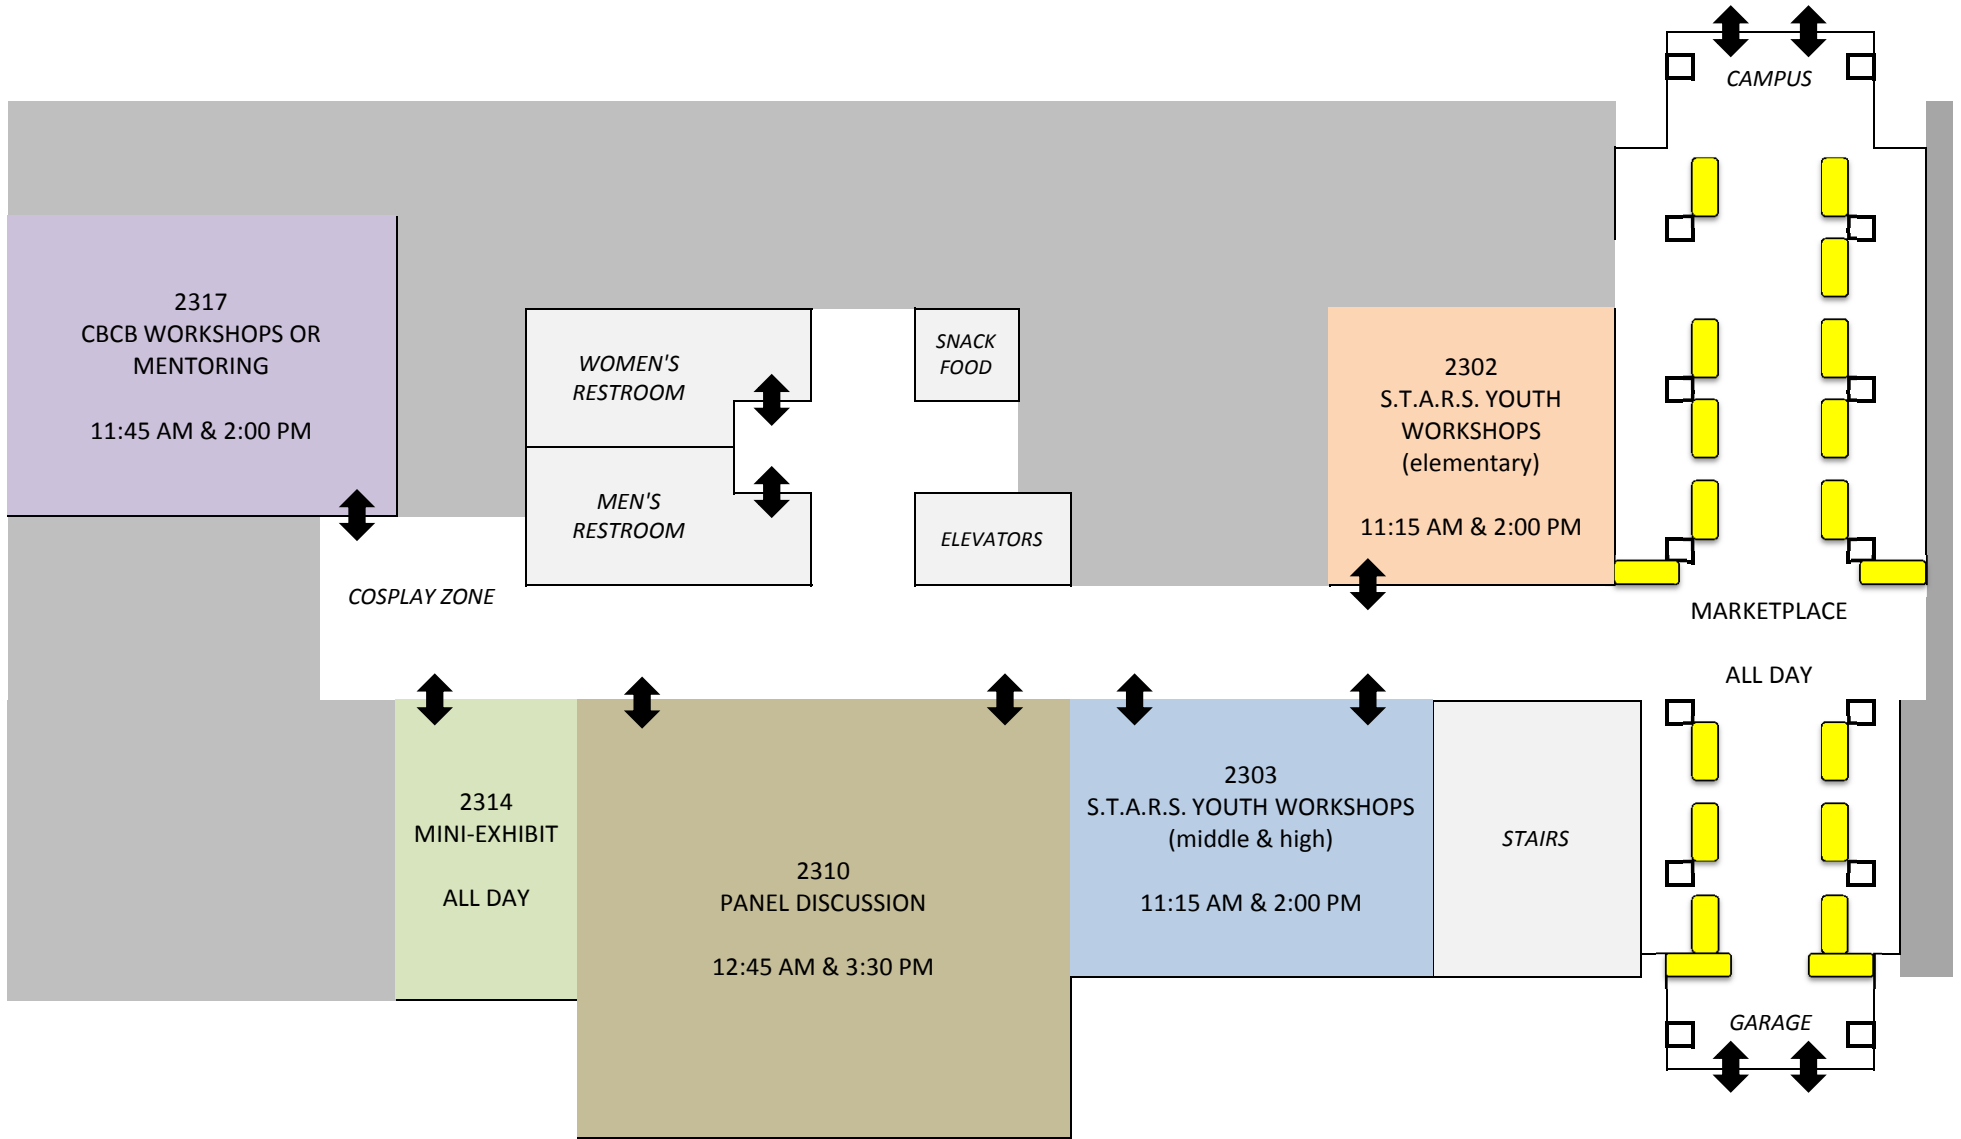 CAMPUS
2317
CBCB WORKSHOPS OR
MENTORING
11:45 AM & 2:00 PM
WOMEN'S
RESTROOM
MEN'S
RESTROOM
SNACK
FOOD
ELEVATORS
2302
S.T.A.R.S. YOUTH
WORKSHOPS
(elementary)
11:15 AM & 2:00 PM
COSPLAY ZONE
MARKETPLACE
ALL DAY
2314
MINI-EXHIBIT
ALL DAY
2310
PANEL DISCUSSION
12:45 AM & 3:30 PM
2303
S.T.A.R.S. YOUTH WORKSHOPS
(middle & high)
11:15 AM & 2:00 PM
STAIRS
GARAGE